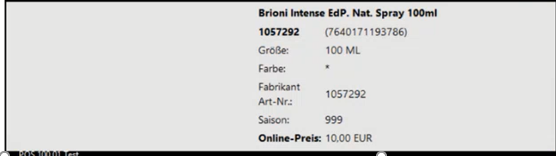 Brioni Intense EdP. Nat. Spray 100ml
1057292 (7640171193786)
Größe: 100 ML
Farbe: *
Fabrikant
Art-Nr.: 1057292
Saison: 999
Online-Preis: 10,00 EUR